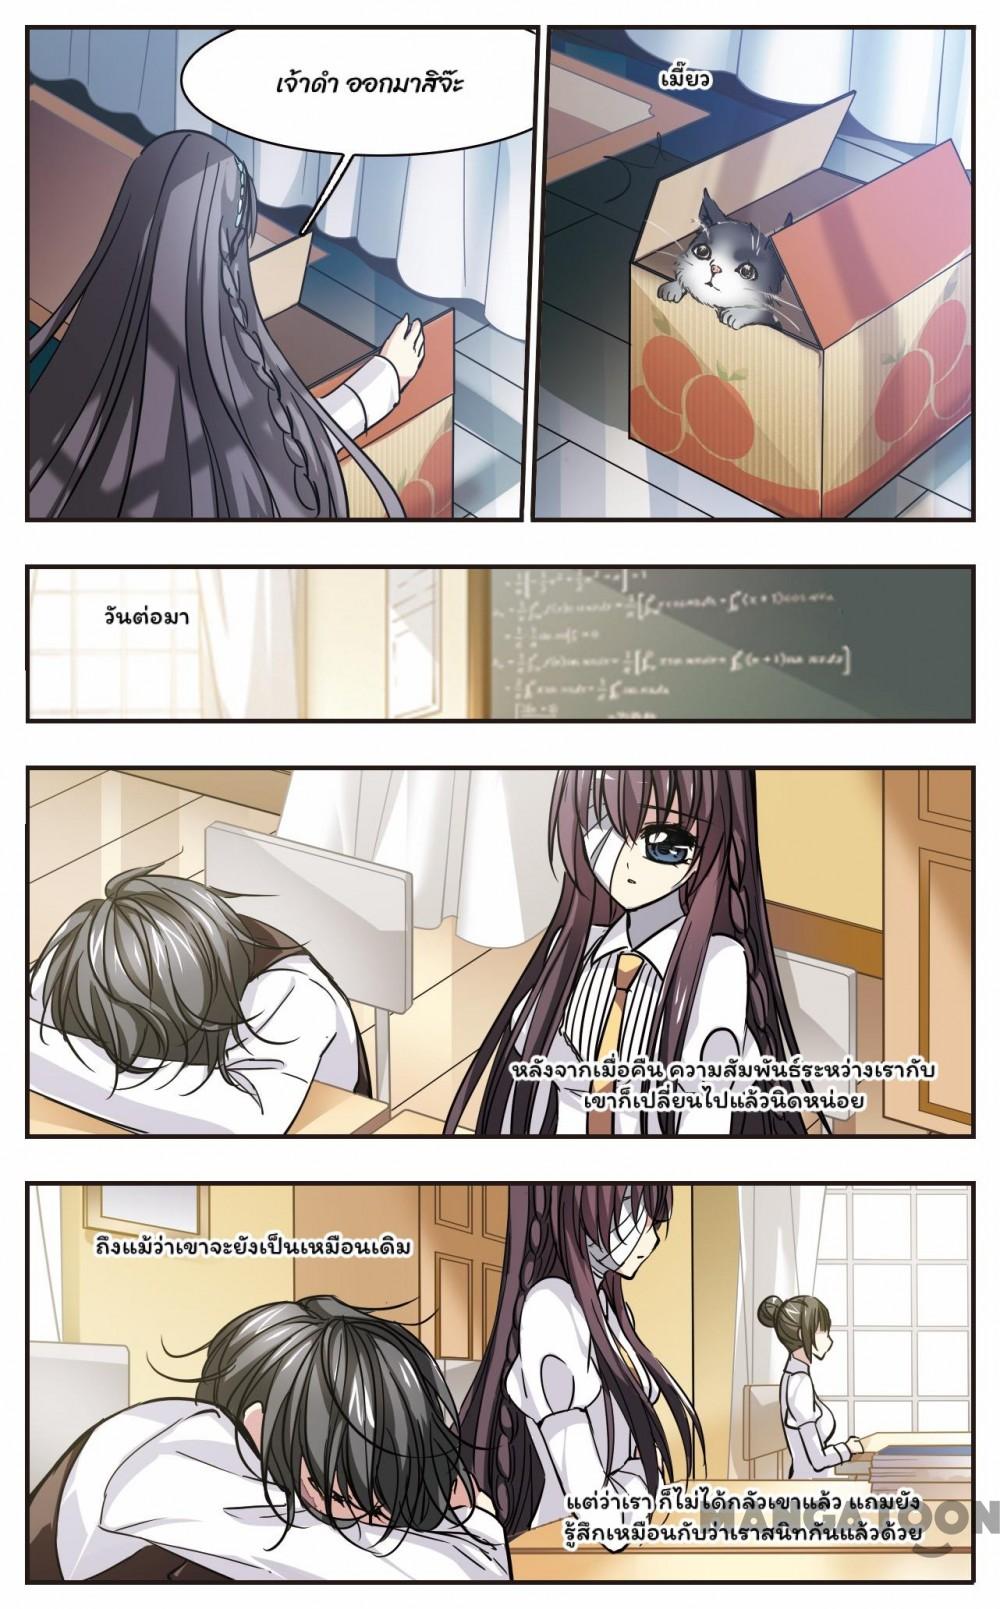 เจ้าดำ ออกมาสิจ๊ะ
เมี๊ยว
วันต่อมา
หลังจากเมื่อคืน ความสัมพันธ์ระหว่างเรากับ
เขาก็เปลี่ยนไปแล้วนิดหน่อย
ถึงแม้ว่าเขาจะยังเป็นเหมือนเดิม
แต่ว่าเรา ก็ไม่ได้กลัวเขาแล้ว แถมยัง
รู้สึกเหมือนกับว่าเราสนิทกันแล้วด้วย
MANGATOON